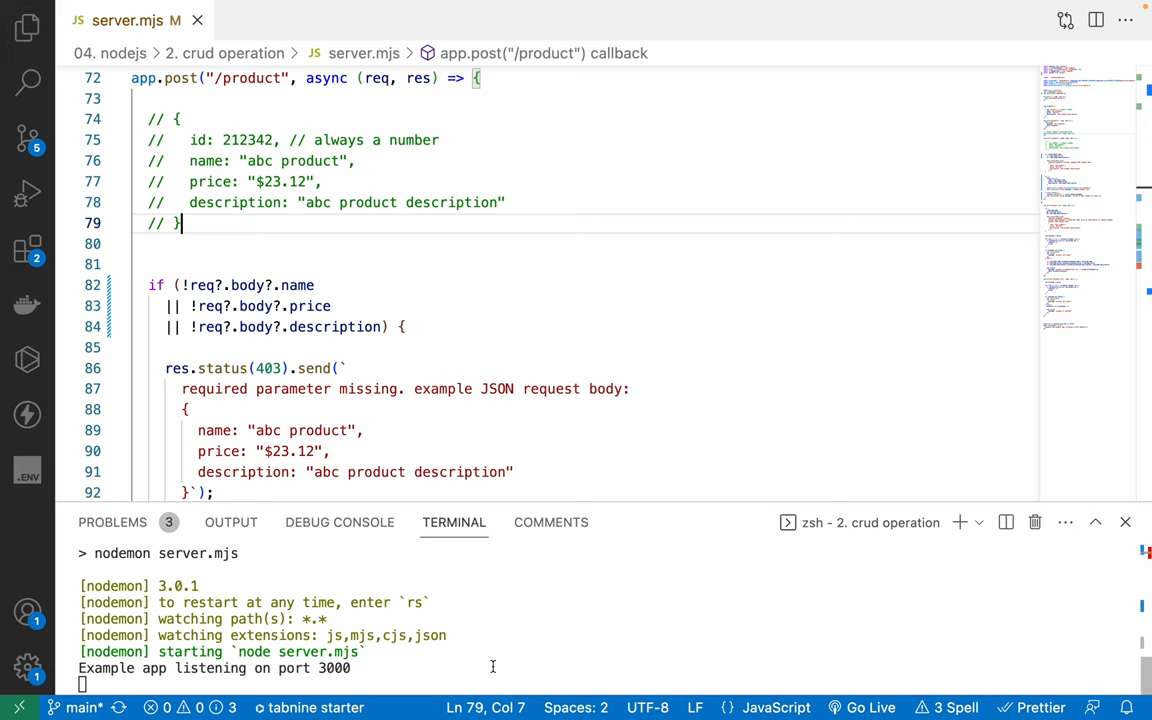 JS server.mjs M
04. nodejs > 2. crud operation > JS server.mjs > app.post("/product") callback
72 app.post("/product", async (req, res) => {
73
74 // {
75 //   id: 212342, // always a number
76 //   name: "abc product",
77 //   price: "$23.12",
78 //   description: "abc product description"
79 // }
80
81
82 if (!req?.body?.name
83 || !req?.body?.price
84 || !req?.body?.description) {
85
86 res.status(403).send(`
87 required parameter missing. example JSON request body:
88 {
89 name: "abc product",
90 price: "$23.12",
91 description: "abc product description"
92 }`);
5
2
.ENV
1
1
PROBLEMS 3 OUTPUT DEBUG CONSOLE TERMINAL COMMENTS zsh - 2. crud operation
> nodemon server.mjs
[nodemon] 3.0.1
[nodemon] to restart at any time, enter `rs`
[nodemon] watching path(s): *.*
[nodemon] watching extensions: js,mjs,cjs,json
[nodemon] starting `node server.mjs`
Example app listening on port 3000
main* 0 0 3 tabnine starter Ln 79, Col 7 Spaces: 2 UTF-8 LF {} JavaScript Go Live 3 Spell Prettier